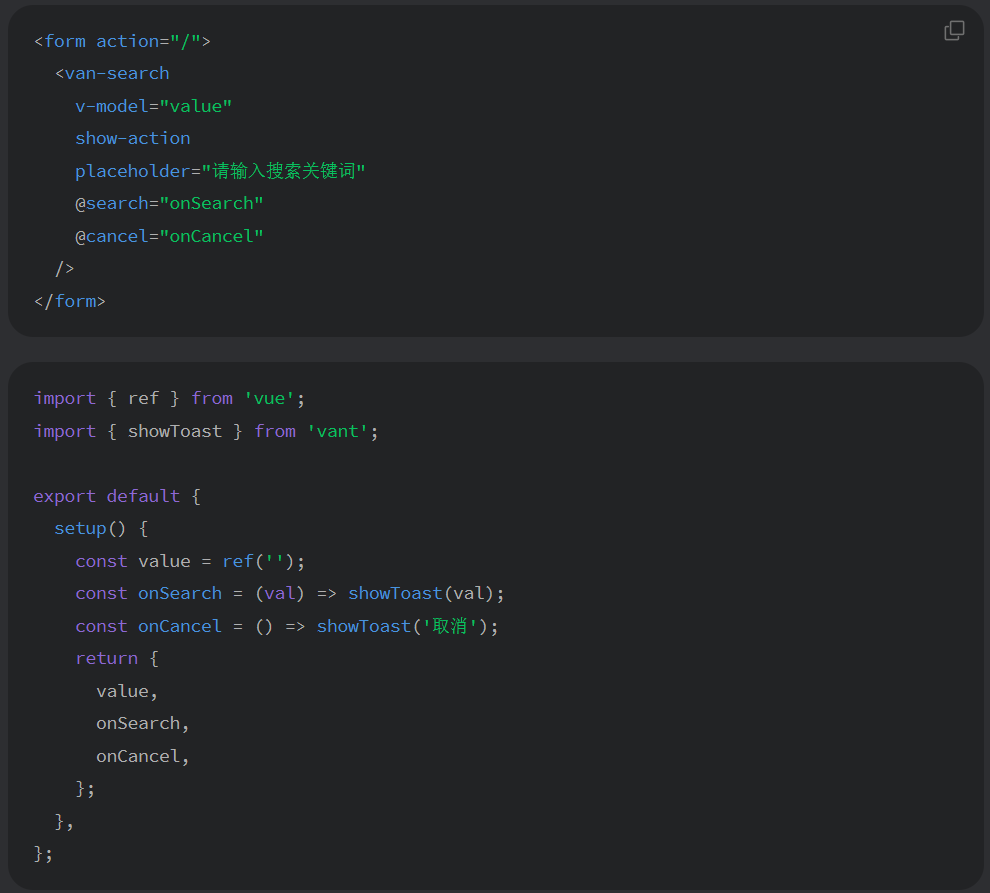 <form action="/">
  <van-search
    v-model="value"
    show-action
    placeholder="请输入搜索关键词"
    @search="onSearch"
    @cancel="onCancel"
  />
</form>
import { ref } from 'vue';
import { showToast } from 'vant';

export default {
  setup() {
    const value = ref('');
    const onSearch = (val) => showToast(val);
    const onCancel = () => showToast('取消');
    return {
      value,
      onSearch,
      onCancel,
    };
  },
};